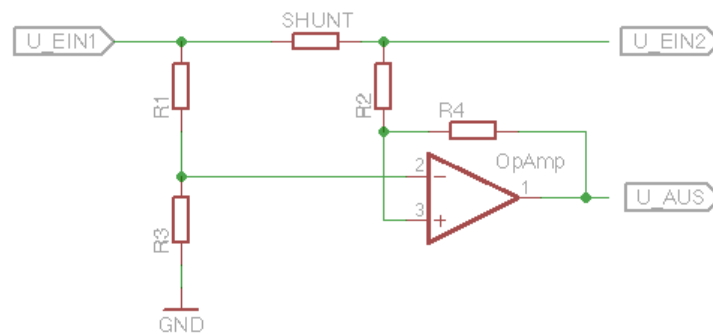 SHUNT
U_EIN1
U_EIN2
R1
R2
R4
OpAmp
2
1
U_AUS
3
R3
GND